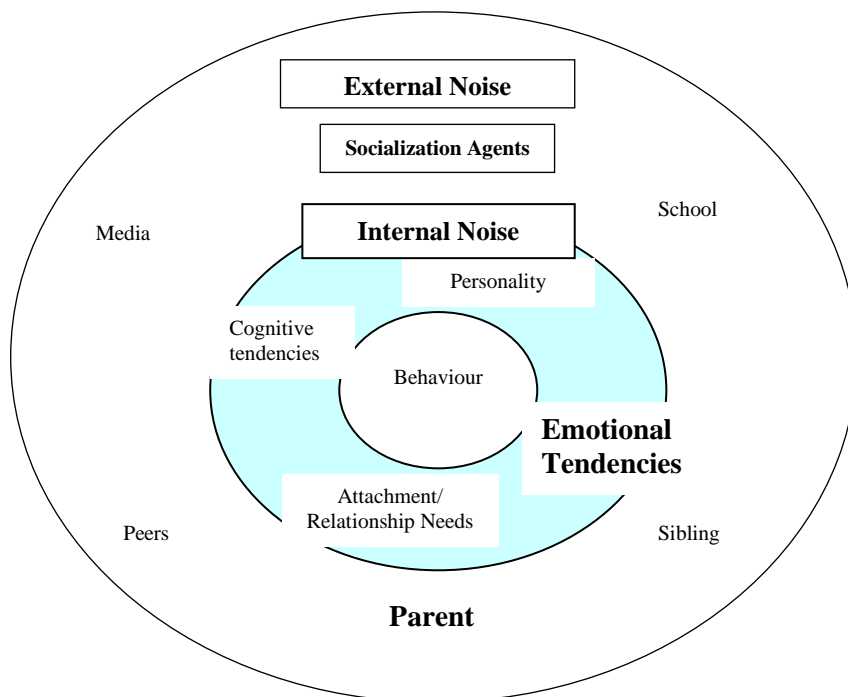 External Noise
Socialization Agents
School
Media
Internal Noise
Personality
Cognitive
tendencies
Behaviour
Emotional
Tendencies
Attachment/
Relationship Needs
Peers
Sibling
Parent